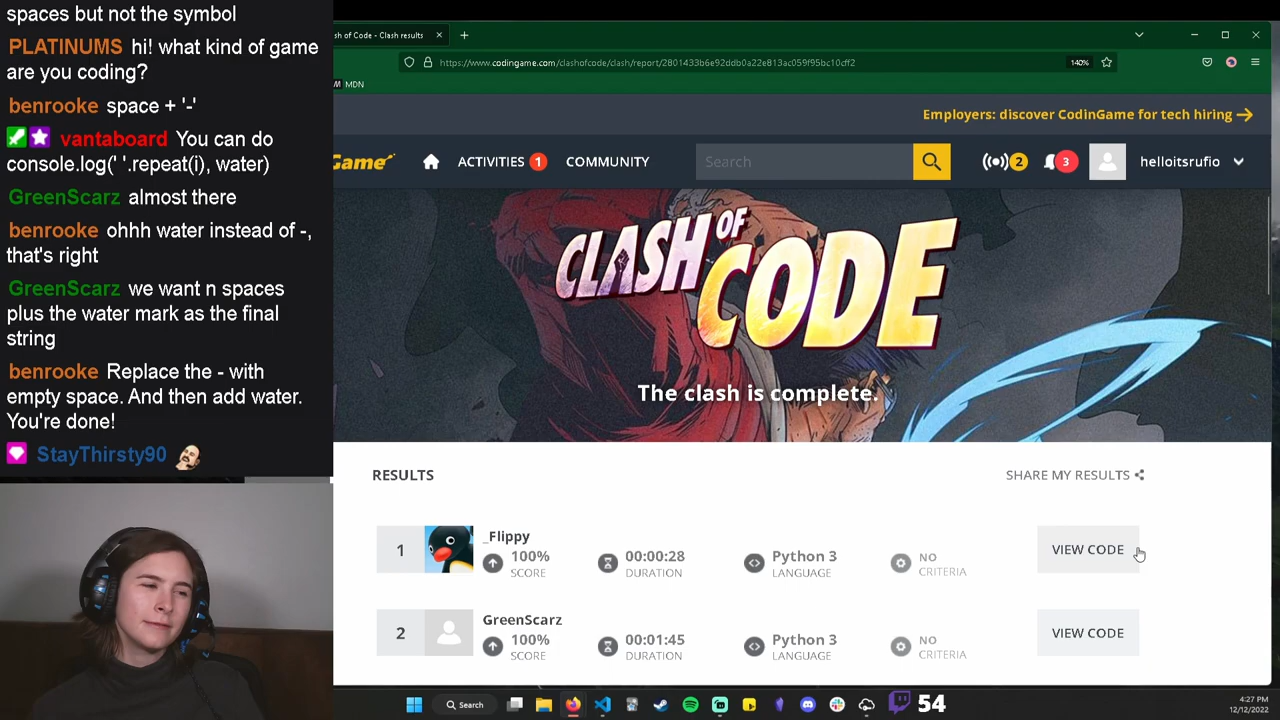 spaces but not the symbol
PLATINUMS hi! what kind of game
are you coding?
benrooke space + '-'
vantaboard You can do
console.log(' '.repeat(i), water)
GreenScarz almost there
benrooke ohhh water instead of -,
that's right
GreenScarz we want n spaces
plus the water mark as the final
string
benrooke Replace the - with
empty space. And then add water.
You're done!
StayThirsty90
sh of Code - Clash results
https://www.codingame.com/clashofcode/clash/report/2801433b6e92ddb0a22e813ac059f95bc10cff2
140%
MDN
Employers: discover CodinGame for tech hiring
Game
ACTIVITIES 1
COMMUNITY
Search
2
3
helloitsrufio
CLASH OF CODE
The clash is complete.
RESULTS
SHARE MY RESULTS
1
_Flippy
100%
SCORE
00:00:28
DURATION
Python 3
LANGUAGE
NO
CRITERIA
VIEW CODE
2
GreenScarz
100%
SCORE
00:01:45
DURATION
Python 3
LANGUAGE
NO
CRITERIA
VIEW CODE
Search
54
4:27 PM
12/12/2022